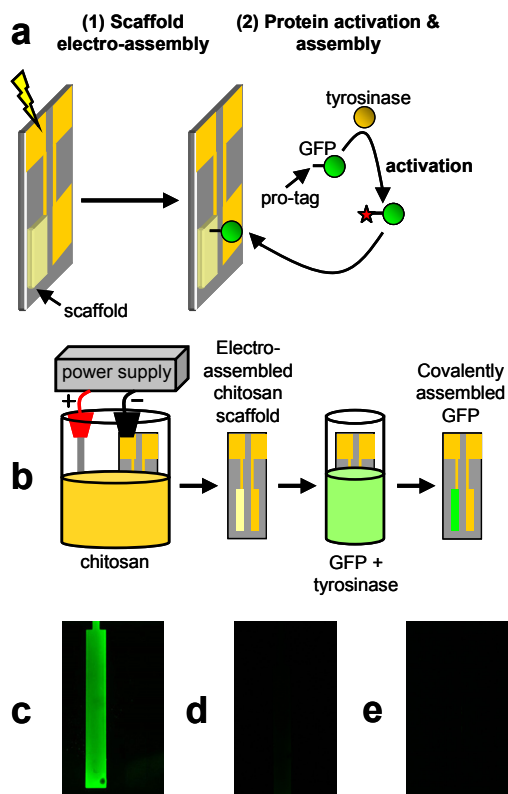 a
(1) Scaffold
electro-assembly
(2) Protein activation &
assembly
tyrosinase
GFP
activation
pro-tag
scaffold
b
power supply
+
−
chitosan
Electro-
assembled
chitosan
scaffold
GFP +
tyrosinase
Covalently
assembled
GFP
c
d
e